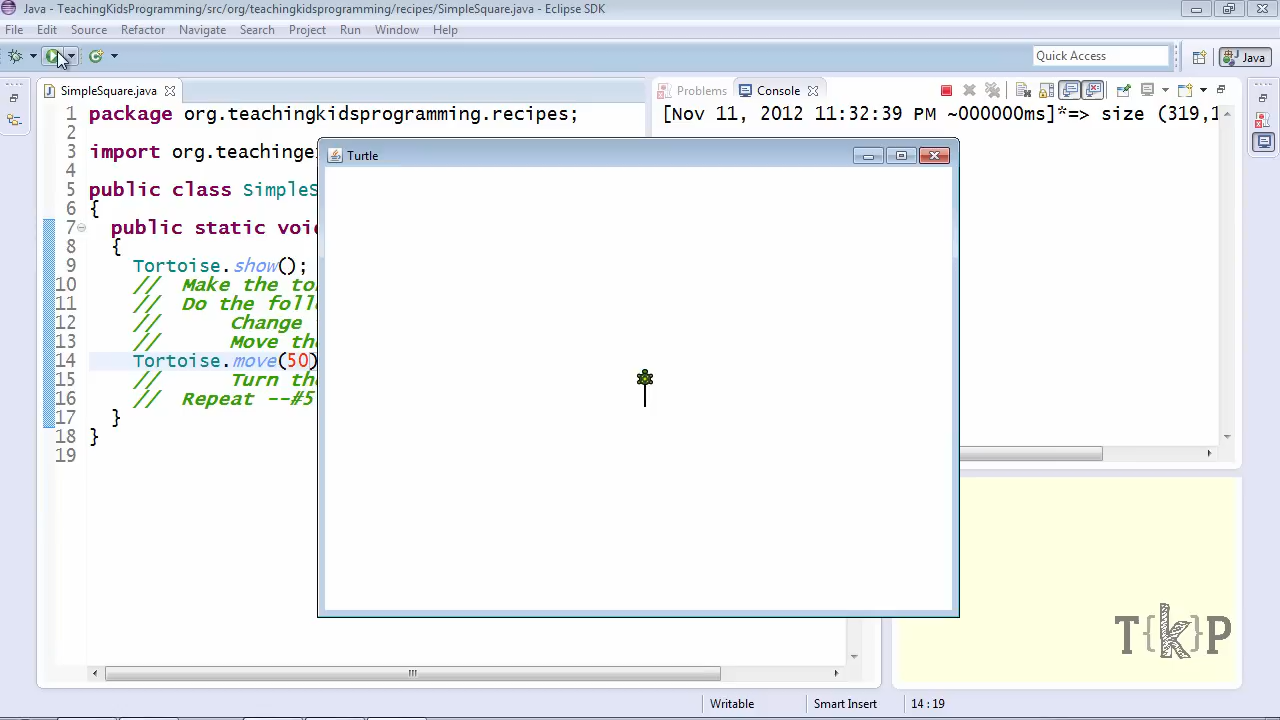 Java - TeachingKidsProgramming/src/org/teachingkidsprogramming/recipes/SimpleSquare.java - Eclipse SDK
File Edit Source Refactor Navigate Search Project Run Window Help
Quick Access
Java
SimpleSquare.java
Problems
Console
1 package org.teachingkidsprogramming.recipes;
[Nov 11, 2012 11:32:39 PM ~000000ms]*=> size (319,1
2
3 import org.teachinge
4
5 public class SimpleS
6 {
7 public static voi
8 {
9 Tortoise.show();
10 // Make the to
11 // Do the foll
12 // Change
13 // Move the
14 Tortoise.move(50)
15 // Turn the
16 // Repeat --#5
17 }
18 }
19
Turtle
T{k}P
Writable
Smart Insert
14 : 19